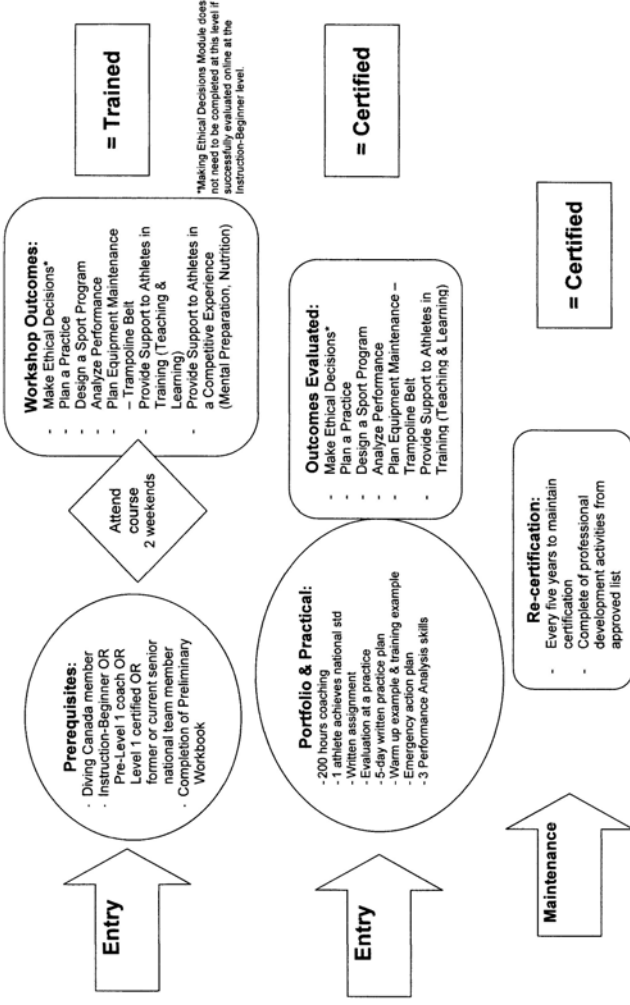 Entry
Prerequisites:
- Diving Canada member
- Instruction-Beginner OR
Pre-Level 1 coach OR
Level 1 certified OR
former or current senior
national team member
- Completion of Preliminary
Workbook
Attend
course
2 weekends
Workshop Outcomes:
- Make Ethical Decisions*
- Plan a Practice
- Design a Sport Program
- Analyze Performance
- Plan Equipment Maintenance
– Trampoline Belt
- Provide Support to Athletes in
Training (Teaching &
Learning)
- Provide Support to Athletes in
a Competitive Experience
(Mental Preparation, Nutrition)
= Trained
*Making Ethical Decisions Module does
not need to be completed at this level if
successfully evaluated online at the
Instruction-Beginner level.
Entry
Portfolio & Practical:
- 200 hours coaching
- 1 athlete achieves national std
- Written assignment
- Evaluation at a practice
- 5-day written practice plan
- Warm up example & training example
- Emergency action plan
- 3 Performance Analysis skills
Outcomes Evaluated:
- Make Ethical Decisions*
- Plan a Practice
- Design a Sport Program
- Analyze Performance
- Plan Equipment Maintenance –
Trampoline Belt
- Provide Support to Athletes in
Training (Teaching & Learning)
= Certified
Maintenance
Re-certification:
- Every five years to maintain
certification
- Complete of professional
development activities from
approved list
= Certified